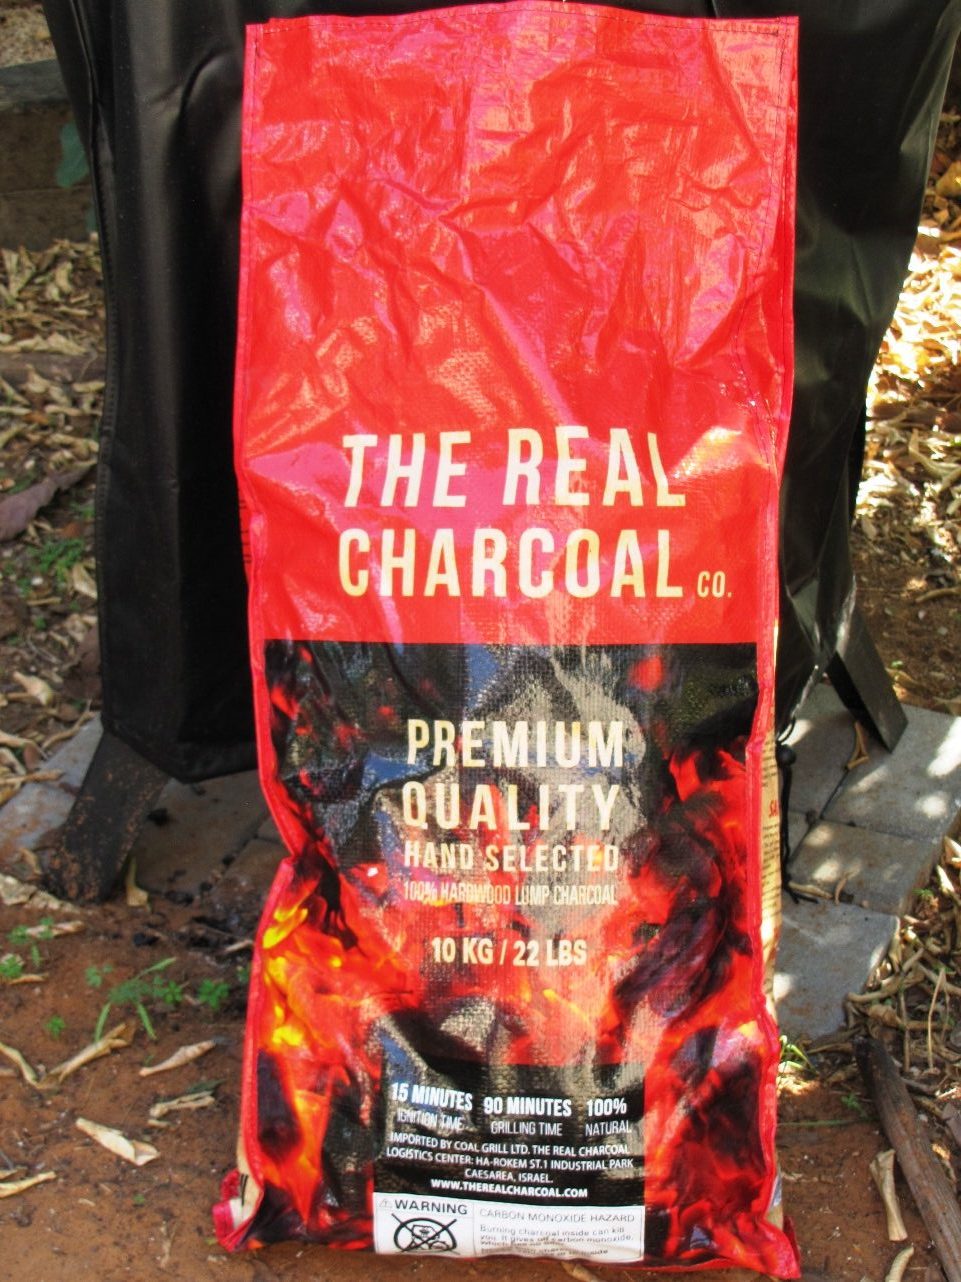 THE REAL
CHARCOAL CO.
PREMIUM
QUALITY
HAND SELECTED
100% HARDWOOD LUMP CHARCOAL
10 KG / 22 LBS
15 MINUTES 90 MINUTES 100%
IGNITION TIME GRILLING TIME NATURAL
IMPORTED BY COAL GRILL LTD. THE REAL CHARCOAL
LOGISTICS CENTER: HA-ROKEM ST.1 INDUSTRIAL PARK
CAESAREA, ISRAEL.
WWW.THEREALCHARCOAL.COM
WARNING
CARBON MONOXIDE HAZARD
Burning charcoal inside can kill
you. It gives off carbon monoxide,